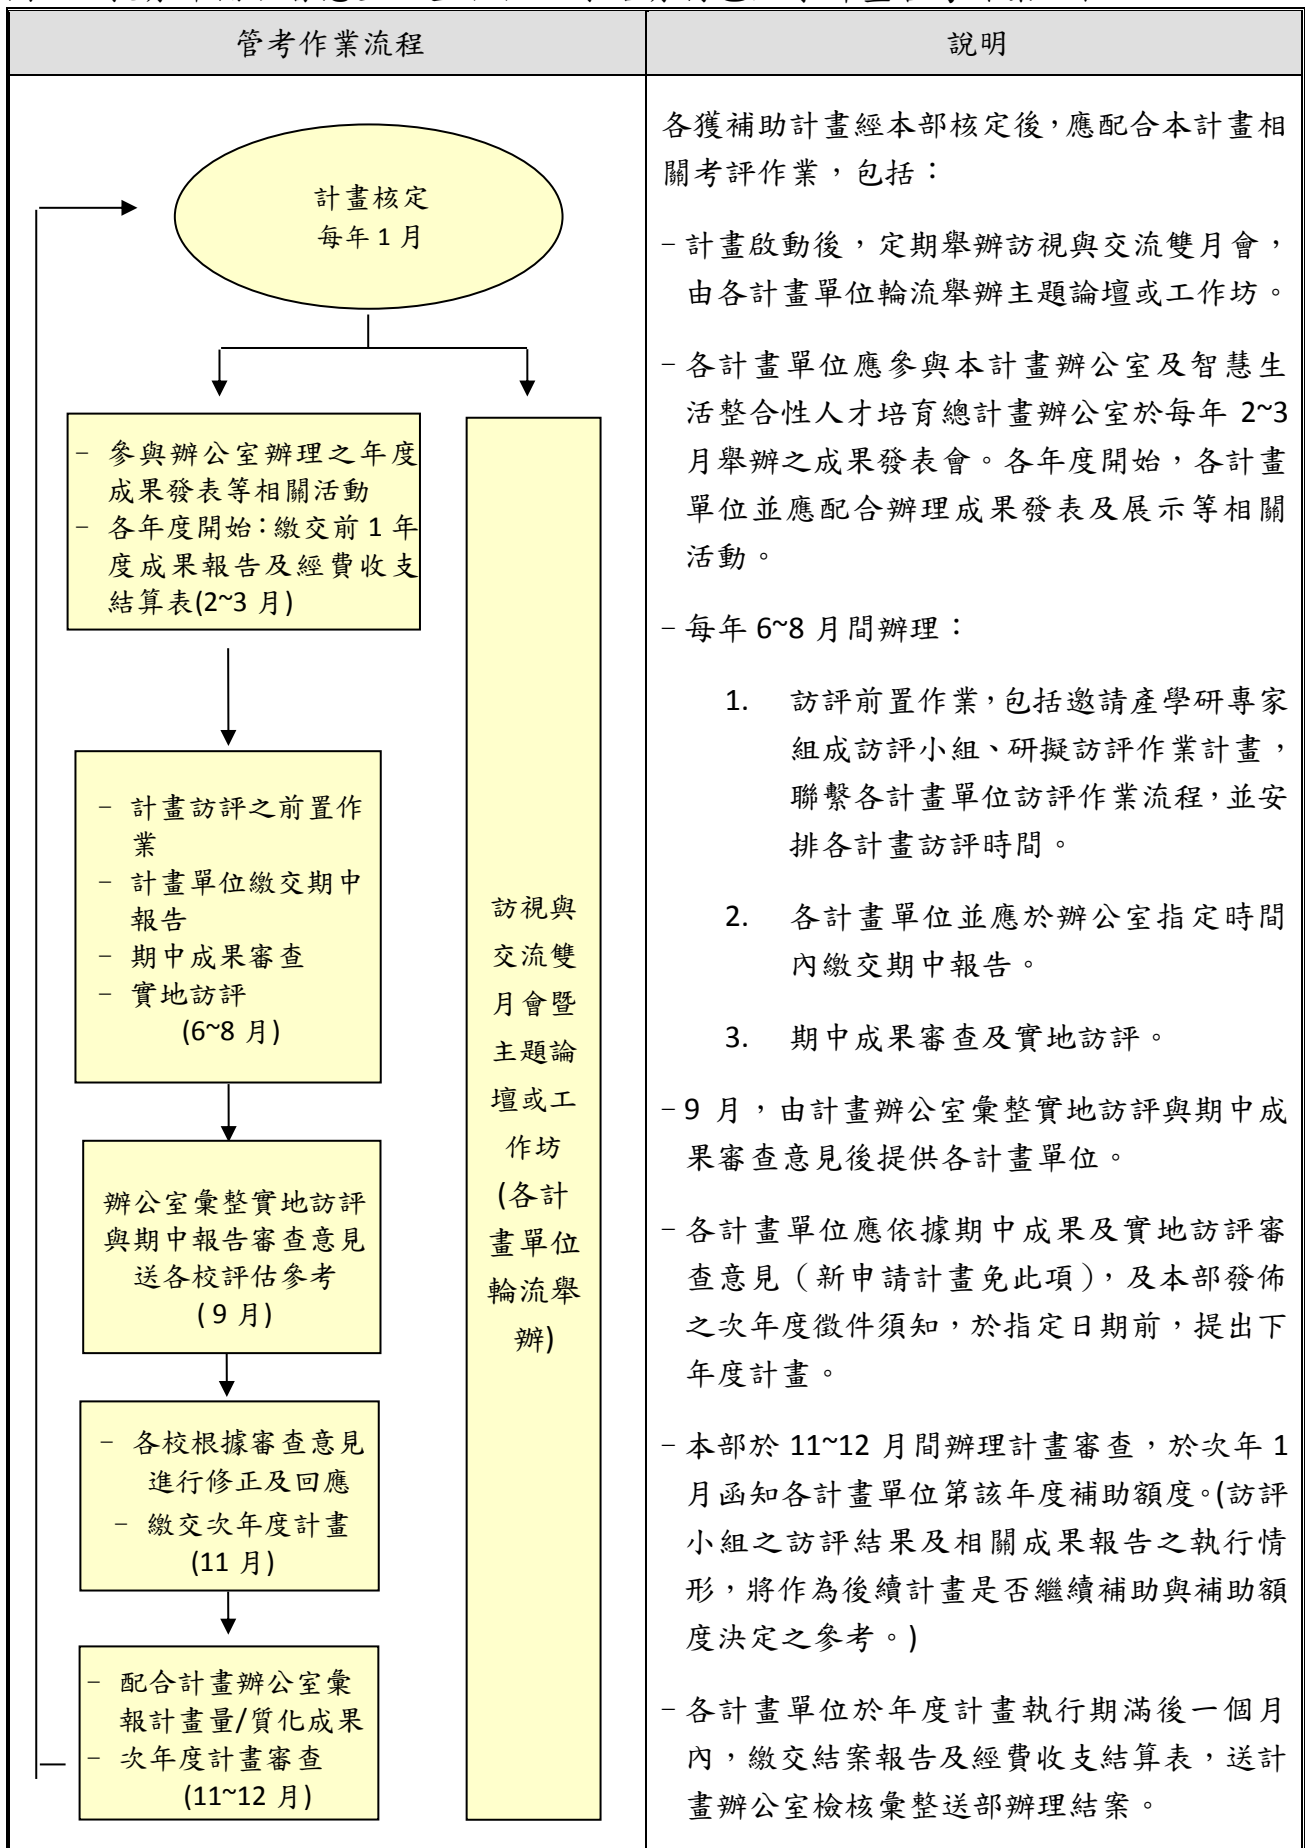 管考作業流程
說明
計畫核定
每年 1 月
- 參與辦公室辦理之年度
成果發表等相關活動
- 各年度開始：繳交前 1 年
度成果報告及經費收支
結算表(2~3 月)
- 計畫訪評之前置作
業
- 計畫單位繳交期中
報告
- 期中成果審查
- 實地訪評
(6~8 月)
辦公室彙整實地訪評
與期中報告審查意見
送各校評估參考
( 9 月)
- 各校根據審查意見
進行修正及回應
- 繳交次年度計畫
(11 月)
- 配合計畫辦公室彙
報計畫量/質化成果
- 次年度計畫審查
(11~12 月)
訪視與
交流雙
月會暨
主題論
壇或工
作坊
(各計
畫單位
輪流舉
辦)
各獲補助計畫經本部核定後，應配合本計畫相
關考評作業，包括：
- 計畫啟動後，定期舉辦訪視與交流雙月會，
由各計畫單位輪流舉辦主題論壇或工作坊。
- 各計畫單位應參與本計畫辦公室及智慧生
活整合性人才培育總計畫辦公室於每年 2~3
月舉辦之成果發表會。各年度開始，各計畫
單位並應配合辦理成果發表及展示等相關
活動。
- 每年 6~8 月間辦理：
1. 訪評前置作業，包括邀請產學研專家
組成訪評小組、研擬訪評作業計畫，
聯繫各計畫單位訪評作業流程，並安
排各計畫訪評時間。
2. 各計畫單位並應於辦公室指定時間
內繳交期中報告。
3. 期中成果審查及實地訪評。
- 9 月，由計畫辦公室彙整實地訪評與期中成
果審查意見後提供各計畫單位。
- 各計畫單位應依據期中成果及實地訪評審
查意見（新申請計畫免此項），及本部發佈
之次年度徵件須知，於指定日期前，提出下
年度計畫。
- 本部於 11~12 月間辦理計畫審查，於次年 1
月函知各計畫單位第該年度補助額度。(訪評
小組之訪評結果及相關成果報告之執行情
形，將作為後續計畫是否繼續補助與補助額
度決定之參考。)
- 各計畫單位於年度計畫執行期滿後一個月
內，繳交結案報告及經費收支結算表，送計
畫辦公室檢核彙整送部辦理結案。